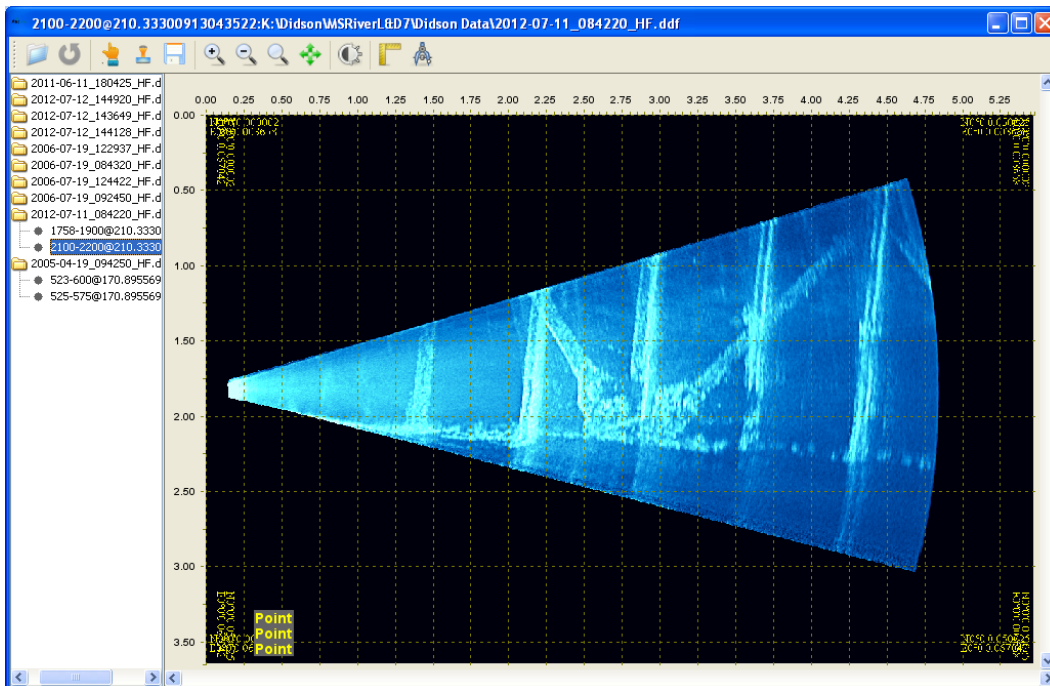 2100-2200@210.33300913043522:K:\Didson\MSRiverL&D7\Didson Data\2012-07-11_084220_HF.ddf
2011-06-11_180425_HF.d
2012-07-12_144920_HF.d
2012-07-12_143649_HF.d
2012-07-12_144128_HF.d
2006-07-19_122937_HF.d
2006-07-19_084320_HF.d
2006-07-19_124422_HF.d
2006-07-19_092450_HF.d
2012-07-11_084220_HF.d
1758-1900@210.3330
2100-2200@210.3330
2005-04-19_094250_HF.d
523-600@170.895569
525-575@170.895569
0.00 0.25 0.50 0.75 1.00 1.25 1.50 1.75 2.00 2.25 2.50 2.75 3.00 3.25 3.50 3.75 4.00 4.25 4.50 4.75 5.00 5.25
0.00
0.50
1.00
1.50
2.00
2.50
3.00
3.50
Point
Point
Point